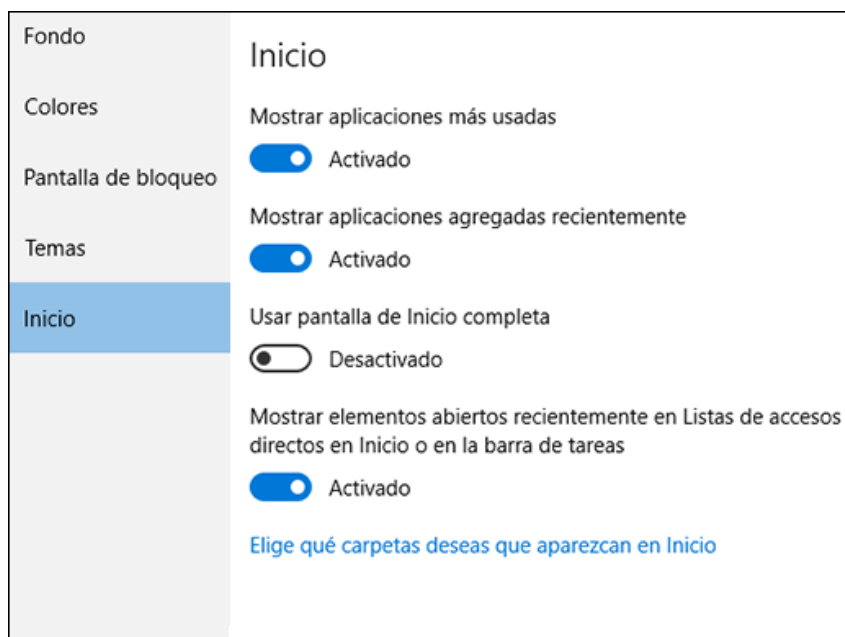 Fondo
Colores
Pantalla de bloqueo
Temas
Inicio
Inicio
Mostrar aplicaciones más usadas
Activado
Mostrar aplicaciones agregadas recientemente
Activado
Usar pantalla de Inicio completa
Desactivado
Mostrar elementos abiertos recientemente en Listas de accesos
directos en Inicio o en la barra de tareas
Activado
Elige qué carpetas deseas que aparezcan en Inicio